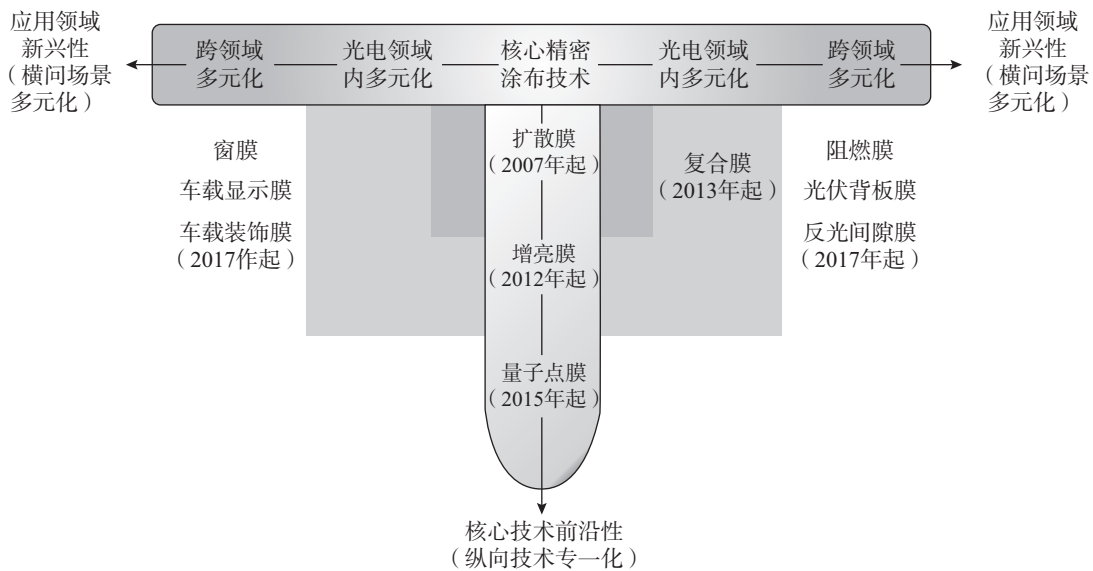 应用领域
新兴性
（横问场景
多元化）
跨领域
多元化
光电领域
内多元化
核心精密
涂布技术
光电领域
内多元化
跨领域
多元化
应用领域
新兴性
（横问场景
多元化）
窗膜
车载显示膜
车载装饰膜
（2017作起）
扩散膜
（2007年起）
增亮膜
（2012年起）
量子点膜
（2015年起）
复合膜
（2013年起）
阻燃膜
光伏背板膜
反光间隙膜
（2017年起）
核心技术前沿性
（纵向技术专一化）